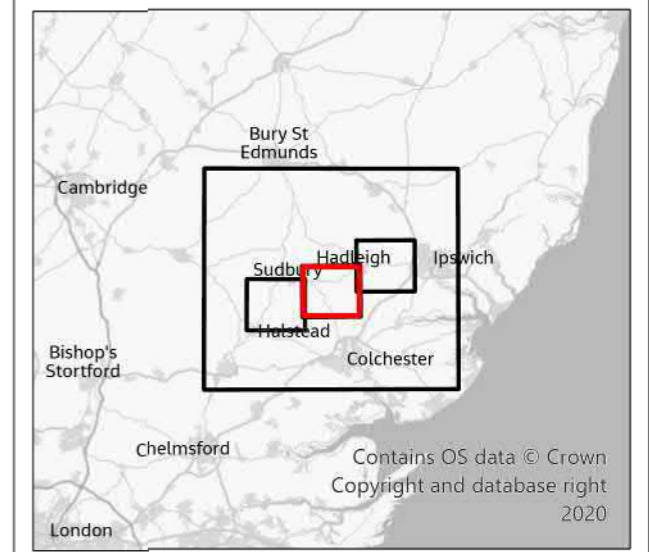 Bury St
Edmunds
Cambridge
Hadleigh
Ipswich
Sudbury
Halstead
Bishop's
Stortford
Colchester
Chelmsford
Contains OS data © Crown
Copyright and database right
2020
London